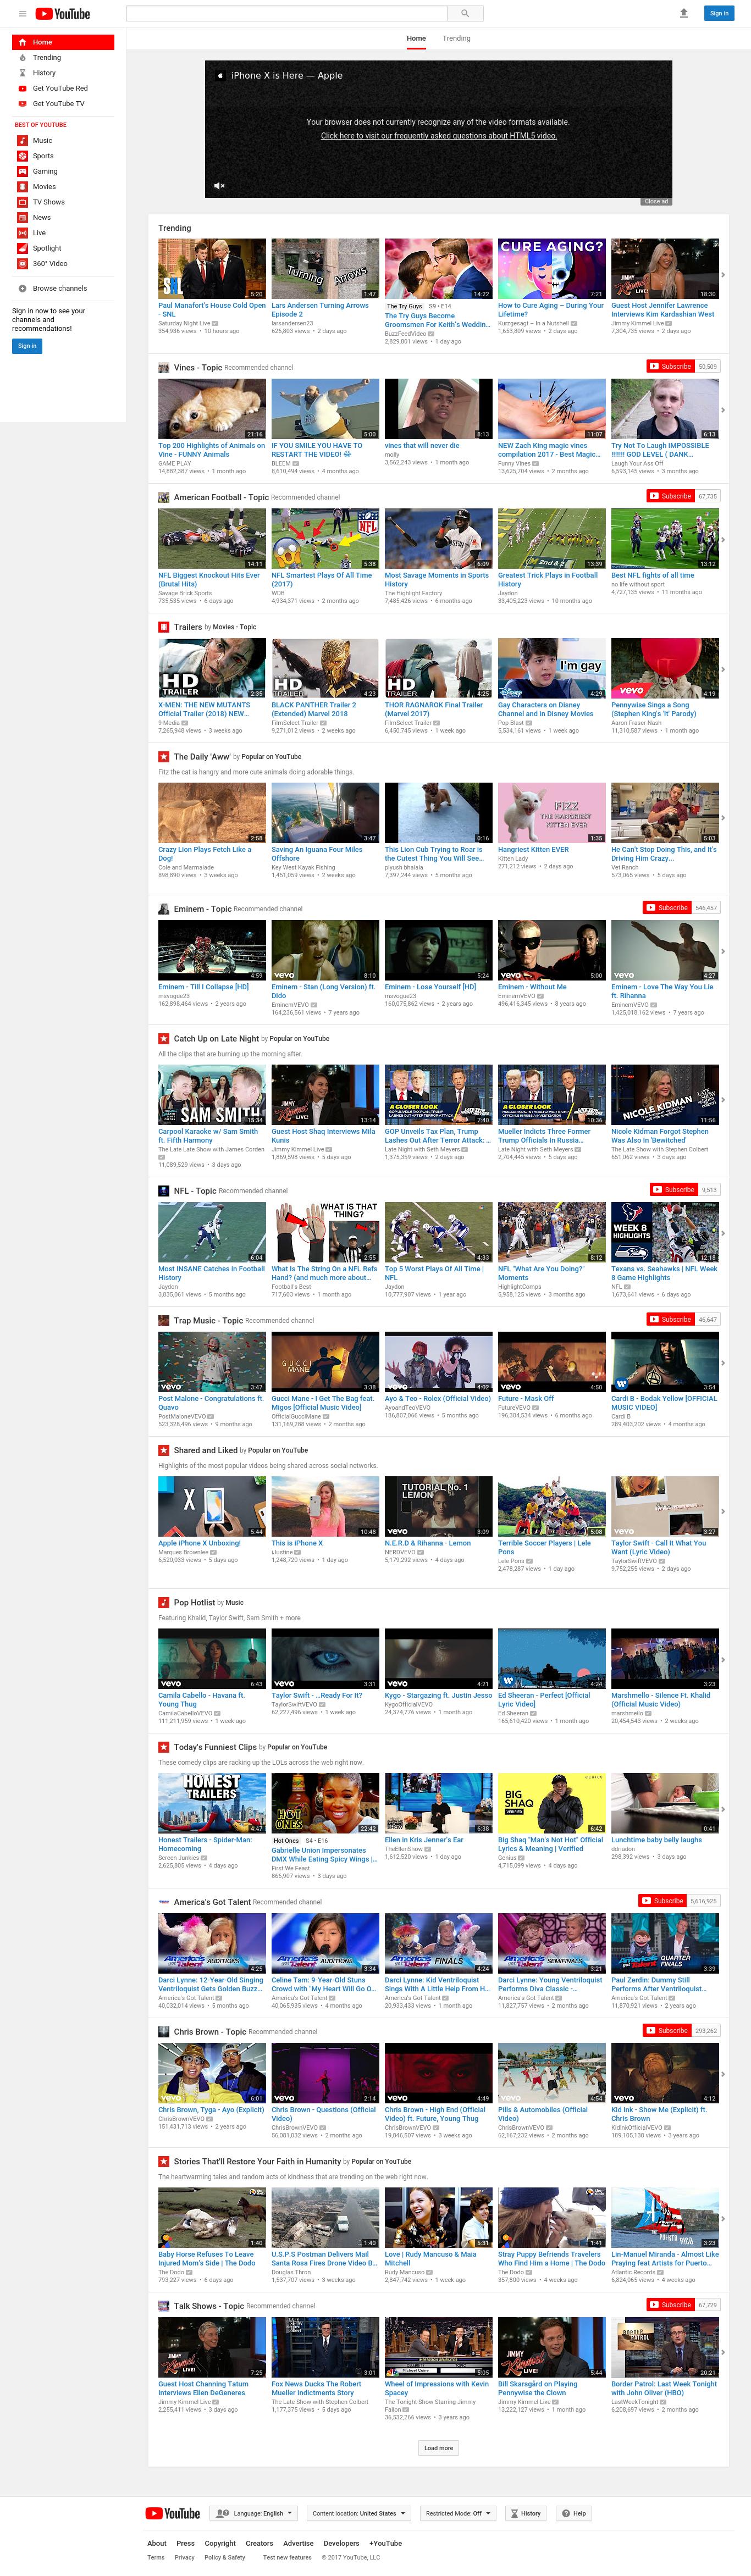 YouTube
Sign in
Home
Trending
Home
Trending
History
Get YouTube Red
Get YouTube TV
BEST OF YOUTUBE
Music
Sports
Gaming
Movies
TV Shows
News
Live
Spotlight
360° Video
Browse channels
Sign in now to see your
channels and
recommendations!
Sign in
iPhone X is Here — Apple
Your browser does not currently recognize any of the video formats available.
Click here to visit our frequently asked questions about HTML5 video.
Close ad
Trending
Paul Manafort's House Cold Open
- SNL
Saturday Night Live
354,936 views • 10 hours ago
Lars Andersen Turning Arrows
Episode 2
larsandersen23
626,803 views • 2 days ago
The Try Guys S9 • E14
The Try Guys Become
Groomsmen For Keith's Weddin...
BuzzFeedVideo
2,829,801 views • 1 day ago
How to Cure Aging – During Your
Lifetime?
Kurzgesagt – In a Nutshell
1,653,809 views • 2 days ago
Guest Host Jennifer Lawrence
Interviews Kim Kardashian West
Jimmy Kimmel Live
7,304,735 views • 2 days ago
Vines - Topic Recommended channel
Subscribe 50,509
Top 200 Highlights of Animals on
Vine - FUNNY Animals
GAME PLAY
14,882,387 views • 1 month ago
IF YOU SMILE YOU HAVE TO
RESTART THE VIDEO! 😂
BLEEM
8,610,494 views • 4 months ago
vines that will never die
molly
3,562,243 views • 1 month ago
NEW Zach King magic vines
compilation 2017 - Best Magic...
Funny Vines
13,625,704 views • 2 months ago
Try Not To Laugh IMPOSSIBLE
!!!!!!! GOD LEVEL ( DANK...
Laugh Your Ass Off
6,593,145 views • 3 months ago
American Football - Topic Recommended channel
Subscribe 67,735
NFL Biggest Knockout Hits Ever
(Brutal Hits)
Savage Brick Sports
735,535 views • 6 days ago
NFL Smartest Plays Of All Time
(2017)
WDB
4,934,371 views • 2 months ago
Most Savage Moments in Sports
History
The Highlight Factory
7,485,426 views • 6 months ago
Greatest Trick Plays in Football
History
Jaydon
33,405,223 views • 10 months ago
Best NFL fights of all time
no life without sport
4,727,135 views • 11 months ago
Trailers by Movies - Topic
X-MEN: THE NEW MUTANTS
Official Trailer (2018) NEW...
9 Media
7,265,948 views • 3 weeks ago
BLACK PANTHER Trailer 2
(Extended) Marvel 2018
FilmSelect Trailer
9,271,012 views • 2 weeks ago
THOR RAGNAROK Final Trailer
(Marvel 2017)
FilmSelect Trailer
6,450,745 views • 1 week ago
Gay Characters on Disney
Channel and in Disney Movies
Pop Blast
5,534,161 views • 1 week ago
Pennywise Sings a Song
(Stephen King's 'It' Parody)
Aaron Fraser-Nash
11,310,587 views • 1 month ago
The Daily 'Aww' by Popular on YouTube
Fitz the cat is hangry and more cute animals doing adorable things.
Crazy Lion Plays Fetch Like a
Dog!
Cole and Marmalade
898,890 views • 3 weeks ago
Saving An Iguana Four Miles
Offshore
Key West Kayak Fishing
1,451,059 views • 2 weeks ago
This Lion Cub Trying to Roar is
the Cutest Thing You Will See...
piyush bhalala
7,397,244 views • 5 months ago
Hangriest Kitten EVER
Kitten Lady
271,212 views • 2 days ago
He Can't Stop Doing This, and It's
Driving Him Crazy...
Vet Ranch
573,065 views • 5 days ago
Eminem - Topic Recommended channel
Subscribe 546,457
Eminem - Till I Collapse [HD]
msvogue23
162,898,464 views • 2 years ago
Eminem - Stan (Long Version) ft.
Dido
EminemVEVO
164,236,561 views • 7 years ago
Eminem - Lose Yourself [HD]
msvogue23
160,075,862 views • 2 years ago
Eminem - Without Me
EminemVEVO
496,416,345 views • 8 years ago
Eminem - Love The Way You Lie
ft. Rihanna
EminemVEVO
1,425,018,162 views • 7 years ago
Catch Up on Late Night by Popular on YouTube
All the clips that are burning up the morning after.
Carpool Karaoke w/ Sam Smith
ft. Fifth Harmony
The Late Late Show with James Corden
11,089,529 views • 3 days ago
Guest Host Shaq Interviews Mila
Kunis
Jimmy Kimmel Live
1,869,598 views • 5 days ago
GOP Unveils Tax Plan, Trump
Lashes Out After Terror Attack: ...
Late Night with Seth Meyers
1,375,359 views • 2 days ago
Mueller Indicts Three Former
Trump Officials In Russia...
Late Night with Seth Meyers
2,704,445 views • 5 days ago
Nicole Kidman Forgot Stephen
Was Also In 'Bewitched'
The Late Show with Stephen Colbert
651,062 views • 3 days ago
NFL - Topic Recommended channel
Subscribe 9,513
Most INSANE Catches in Football
History
Jaydon
3,835,061 views • 5 months ago
What Is The String On a NFL Refs
Hand? (and much more about...
Football's Best
717,603 views • 1 month ago
Top 5 Worst Plays Of All Time |
NFL
Jaydon
10,777,907 views • 1 year ago
NFL "What Are You Doing?"
Moments
HighlightComps
5,958,125 views • 3 months ago
Texans vs. Seahawks | NFL Week
8 Game Highlights
NFL
1,673,641 views • 6 days ago
Trap Music - Topic Recommended channel
Subscribe 46,647
Post Malone - Congratulations ft.
Quavo
PostMaloneVEVO
523,328,496 views • 9 months ago
Gucci Mane - I Get The Bag feat.
Migos [Official Music Video]
OfficialGucciMane
131,169,288 views • 2 months ago
Ayo & Teo - Rolex (Official Video)
AyoandTeoVEVO
186,807,066 views • 5 months ago
Future - Mask Off
FutureVEVO
196,304,534 views • 6 months ago
Cardi B - Bodak Yellow [OFFICIAL
MUSIC VIDEO]
Cardi B
289,403,202 views • 4 months ago
Shared and Liked by Popular on YouTube
Highlights of the most popular videos being shared across social networks.
Apple iPhone X Unboxing!
Marques Brownlee
6,520,033 views • 5 days ago
This is iPhone X
iJustine
1,248,720 views • 1 day ago
N.E.R.D & Rihanna - Lemon
NERDVEVO
5,179,292 views • 4 days ago
Terrible Soccer Players | Lele
Pons
Lele Pons
2,478,287 views • 1 day ago
Taylor Swift - Call It What You
Want (Lyric Video)
TaylorSwiftVEVO
9,752,255 views • 2 days ago
Pop Hotlist by Music
Featuring Khalid, Taylor Swift, Sam Smith + more
Camila Cabello - Havana ft.
Young Thug
CamilaCabelloVEVO
111,211,959 views • 1 week ago
Taylor Swift - …Ready For It?
TaylorSwiftVEVO
62,227,496 views • 1 week ago
Kygo - Stargazing ft. Justin Jesso
KygoOfficialVEVO
24,374,776 views • 1 month ago
Ed Sheeran - Perfect [Official
Lyric Video]
Ed Sheeran
165,610,420 views • 1 month ago
Marshmello - Silence Ft. Khalid
(Official Music Video)
marshmello
20,454,543 views • 2 weeks ago
Today's Funniest Clips by Popular on YouTube
These comedy clips are racking up the LOLs across the web right now.
Honest Trailers - Spider-Man:
Homecoming
Screen Junkies
2,625,805 views • 4 days ago
Hot Ones S4 • E16
Gabrielle Union Impersonates
DMX While Eating Spicy Wings |...
First We Feast
866,907 views • 3 days ago
Ellen in Kris Jenner's Ear
TheEllenShow
1,612,520 views • 1 day ago
Big Shaq "Man's Not Hot" Official
Lyrics & Meaning | Verified
Genius
4,715,099 views • 4 days ago
Lunchtime baby belly laughs
ddriadon
298,392 views • 3 days ago
America's Got Talent Recommended channel
Subscribe 5,616,925
Darci Lynne: 12-Year-Old Singing
Ventriloquist Gets Golden Buzz...
America's Got Talent
40,032,014 views • 5 months ago
Celine Tam: 9-Year-Old Stuns
Crowd with "My Heart Will Go O...
America's Got Talent
40,065,935 views • 4 months ago
Darci Lynne: Kid Ventriloquist
Sings With A Little Help From H...
America's Got Talent
20,933,433 views • 1 month ago
Darci Lynne: Young Ventriloquist
Performs Diva Classic -...
America's Got Talent
11,827,757 views • 2 months ago
Paul Zerdin: Dummy Still
Performs After Ventriloquist...
America's Got Talent
11,870,921 views • 2 years ago
Chris Brown - Topic Recommended channel
Subscribe 293,262
Chris Brown, Tyga - Ayo (Explicit)
ChrisBrownVEVO
151,431,713 views • 2 years ago
Chris Brown - Questions (Official
Video)
ChrisBrownVEVO
56,081,032 views • 2 months ago
Chris Brown - High End (Official
Video) ft. Future, Young Thug
ChrisBrownVEVO
19,846,507 views • 3 weeks ago
Pills & Automobiles (Official
Video)
ChrisBrownVEVO
62,167,232 views • 2 months ago
Kid Ink - Show Me (Explicit) ft.
Chris Brown
KidInkOfficialVEVO
189,105,138 views • 3 years ago
Stories That'll Restore Your Faith in Humanity by Popular on YouTube
The heartwarming tales and random acts of kindness that are trending on the web right now.
Baby Horse Refuses To Leave
Injured Mom's Side | The Dodo
The Dodo
793,227 views • 6 days ago
U.S.P.S Postman Delivers Mail
Santa Rosa Fires Drone Video B...
Douglas Thron
1,537,707 views • 3 weeks ago
Love | Rudy Mancuso & Maia
Mitchell
Rudy Mancuso
2,847,742 views • 1 week ago
Stray Puppy Befriends Travelers
Who Find Him a Home | The Dodo
The Dodo
357,800 views • 4 weeks ago
Lin-Manuel Miranda - Almost Like
Praying feat Artists for Puerto...
Atlantic Records
6,824,065 views • 4 weeks ago
Talk Shows - Topic Recommended channel
Subscribe 67,729
Guest Host Channing Tatum
Interviews Ellen DeGeneres
Jimmy Kimmel Live
2,255,411 views • 3 days ago
Fox News Ducks The Robert
Mueller Indictments Story
The Late Show with Stephen Colbert
1,177,375 views • 5 days ago
Wheel of Impressions with Kevin
Spacey
The Tonight Show Starring Jimmy
Fallon
36,532,266 views • 3 years ago
Bill Skarsgård on Playing
Pennywise the Clown
Jimmy Kimmel Live
13,222,127 views • 1 month ago
Border Patrol: Last Week Tonight
with John Oliver (HBO)
LastWeekTonight
6,208,697 views • 2 months ago
Load more
YouTube
Language: English
Content location: United States
Restricted Mode: Off
History
Help
About Press Copyright Creators Advertise Developers +YouTube
Terms Privacy Policy & Safety Test new features © 2017 YouTube, LLC